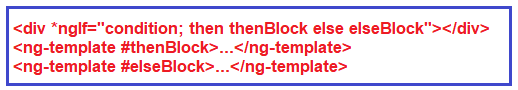 <div *ngIf="condition; then thenBlock else elseBlock"></div>
<ng-template #thenBlock>...</ng-template>
<ng-template #elseBlock>...</ng-template>